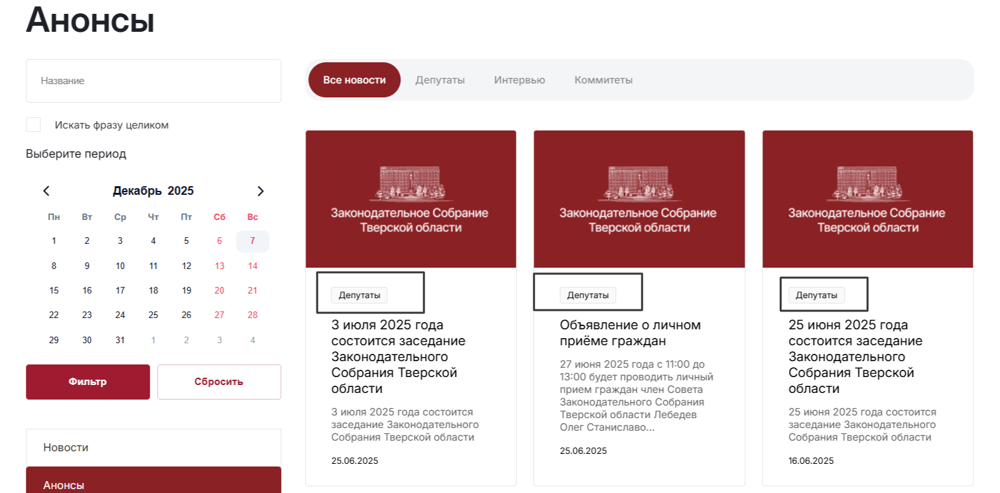 Анонсы
Название
Искать фразу целиком
Выберите период
Декабрь 2025
Пн Вт Ср Чт Пт Сб Вс
1 2 3 4 5 6 7
8 9 10 11 12 13 14
15 16 17 18 19 20 21
22 23 24 25 26 27 28
29 30 31 1 2 3 4
Фильтр Сбросить
Новости
Анонсы
Все новости Депутаты Интервью Коммитеты
Законодательное Собрание
Тверской области
Депутаты
3 июля 2025 года
состоится заседание
Законодательного
Собрания Тверской
области
3 июля 2025 года состоится
заседание Законодательного
Собрания Тверской области
25.06.2025
Законодательное Собрание
Тверской области
Депутаты
Объявление о личном
приёме граждан
27 июня 2025 года с 11:00 до
13:00 будет проводить личный
прием граждан член Совета
Законодательного Собрания
Тверской области Лебедев
Олег Станиславо...
25.06.2025
Законодательное Собрание
Тверской области
Депутаты
25 июня 2025 года
состоится заседание
Законодательного
Собрания Тверской
области
25 июня 2025 года состоится
заседание Законодательного
Собрания Тверской области
16.06.2025